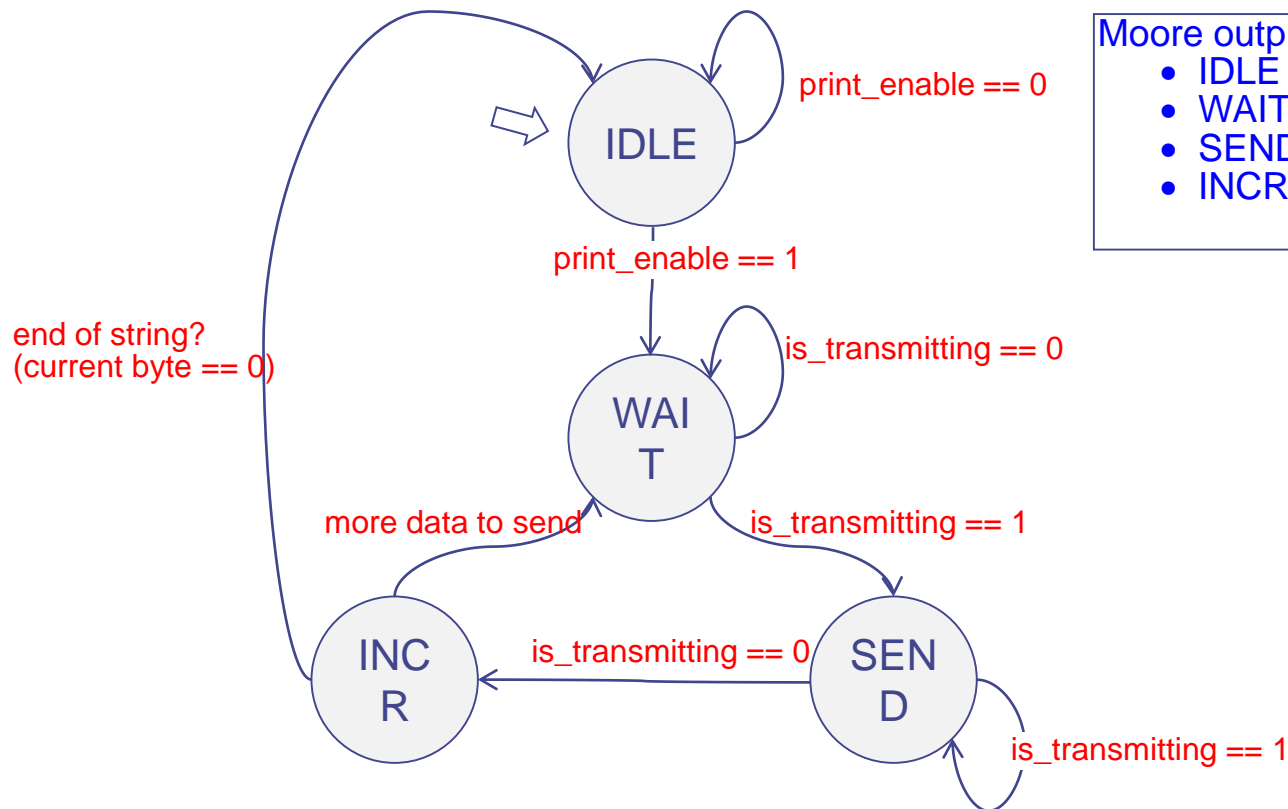 Moore outp
• IDLE
• WAIT
• SEND
• INCR
print_enable == 0
IDLE
print_enable == 1
end of string?
(current byte == 0)
is_transmitting == 0
WAI
T
more data to send
is_transmitting == 1
INC
R
is_transmitting == 0
SEN
D
is_transmitting == 1